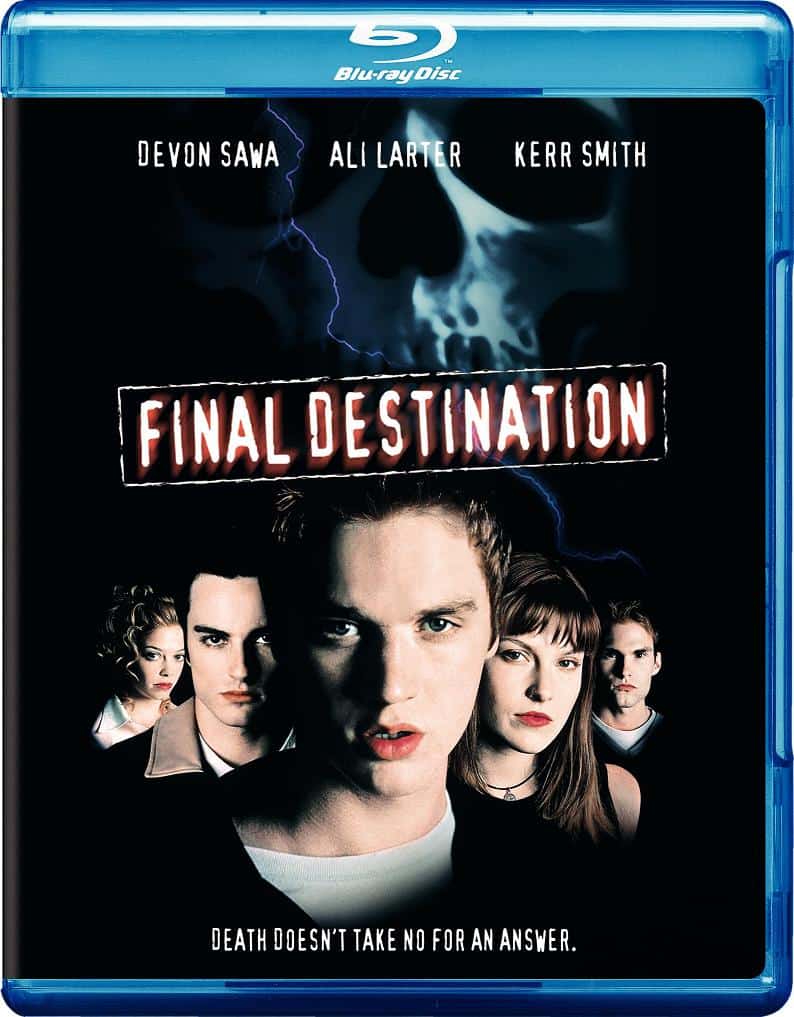 Blu-ray Disc
DEVON SAWA ALI LARTER KERR SMITH
FINAL DESTINATION
DEATH DOESN'T TAKE NO FOR AN ANSWER.